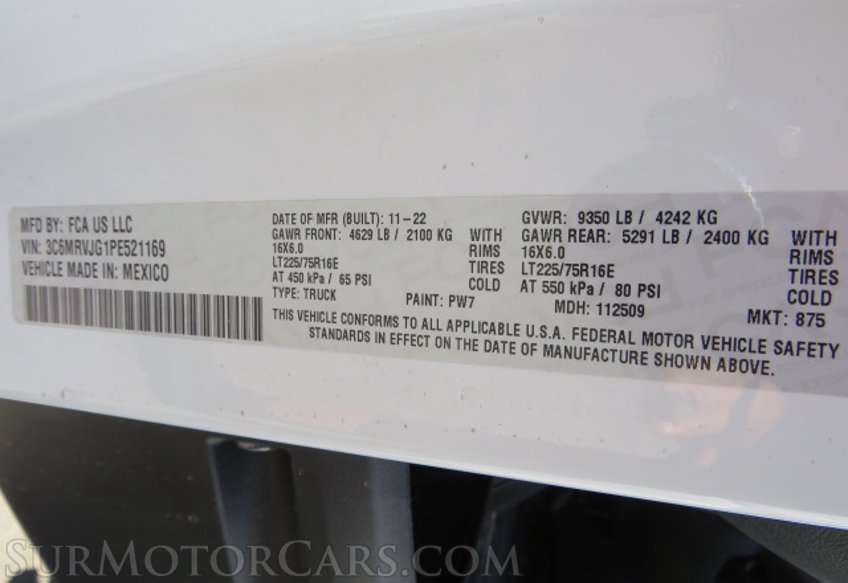 MFD BY: FCA US LLC
VIN: 3C6MRVJG1PE521169
VEHICLE MADE IN: MEXICO
DATE OF MFR (BUILT): 11-22
GAWR FRONT: 4629 LB / 2100 KG WITH
16X6.0 RIMS
LT225/75R16E TIRES
AT 450 kPa / 65 PSI COLD
TYPE: TRUCK PAINT: PW7
GVWR: 9350 LB / 4242 KG
GAWR REAR: 5291 LB / 2400 KG WITH
16X6.0 RIMS
LT225/75R16E TIRES
AT 550 kPa / 80 PSI COLD
MDH: 112509 MKT: 875
THIS VEHICLE CONFORMS TO ALL APPLICABLE U.S.A. FEDERAL MOTOR VEHICLE SAFETY
STANDARDS IN EFFECT ON THE DATE OF MANUFACTURE SHOWN ABOVE.
SURMOTORCARS.COM